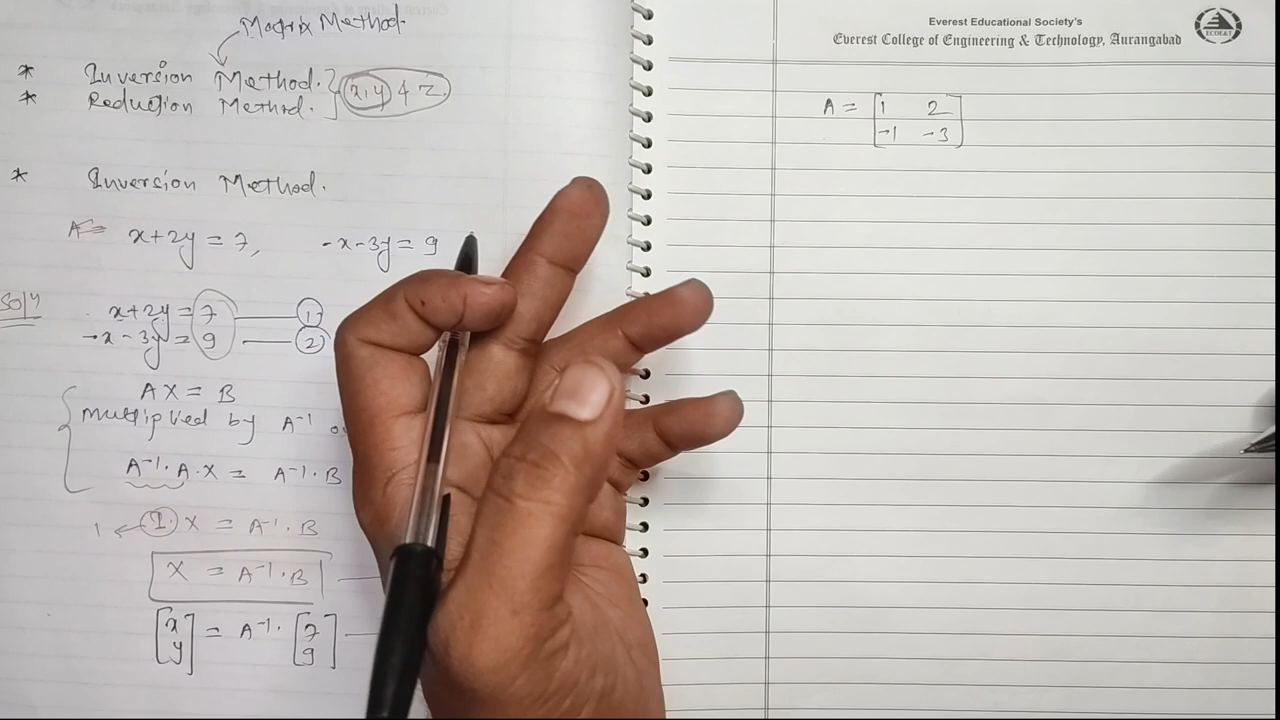 Matrix Method.
* Inversion Method.
* Reduction Method. x, y & z.
* Inversion Method.
x+2y = 7, -x-3y = 9
Sol^n
x+2y = 7 1
-x-3y = 9 2
AX = B
Multiplied by A-1
A-1.A.X = A-1.B
1 ← I. X = A-1.B
X = A-1.B
[x y] = A-1. [7 9]
Everest Educational Society's
Everest College of Engineering & Technology, Aurangabad
ECOE&T
A = [1 2
-1 -3]